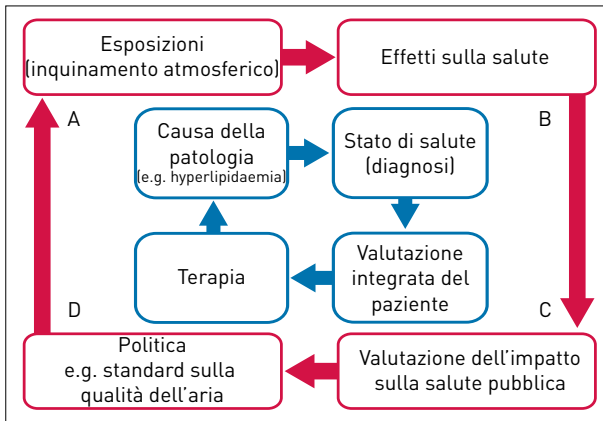 Esposizioni
(inquinamento atmosferico)
Effetti sulla salute
A
B
Causa della
patologia
(e.g. hyperlipidaemia)
Stato di salute
(diagnosi)
Terapia
Valutazione
integrata del
paziente
D
C
Politica
e.g. standard sulla
qualità dell'aria
Valutazione dell'impatto
sulla salute pubblica